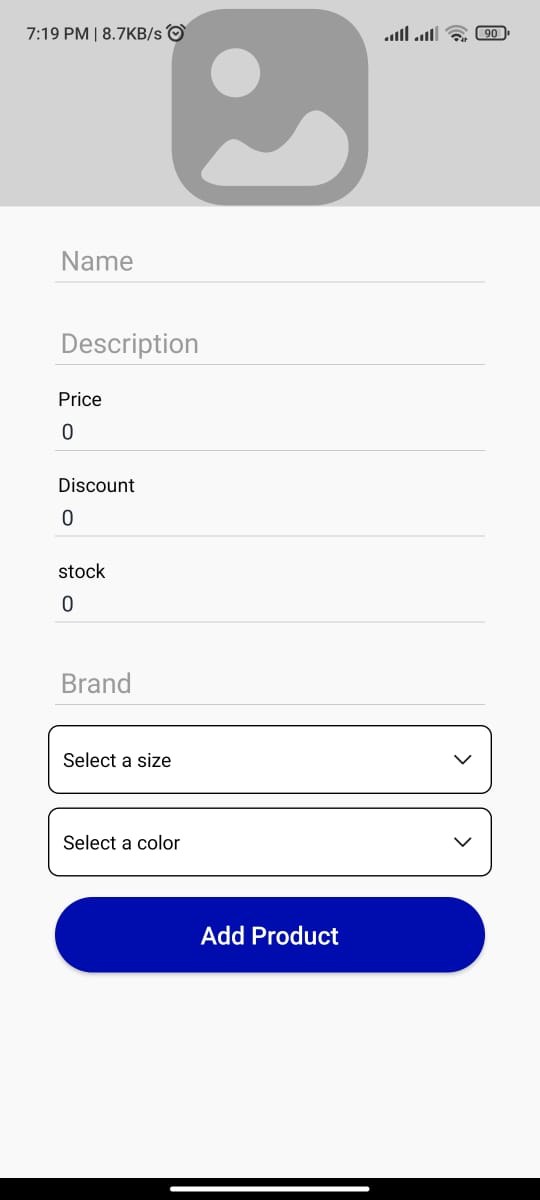 7:19 PM | 8.7KB/s
90
Name
Description
Price
0
Discount
0
stock
0
Brand
Select a size
Select a color
Add Product